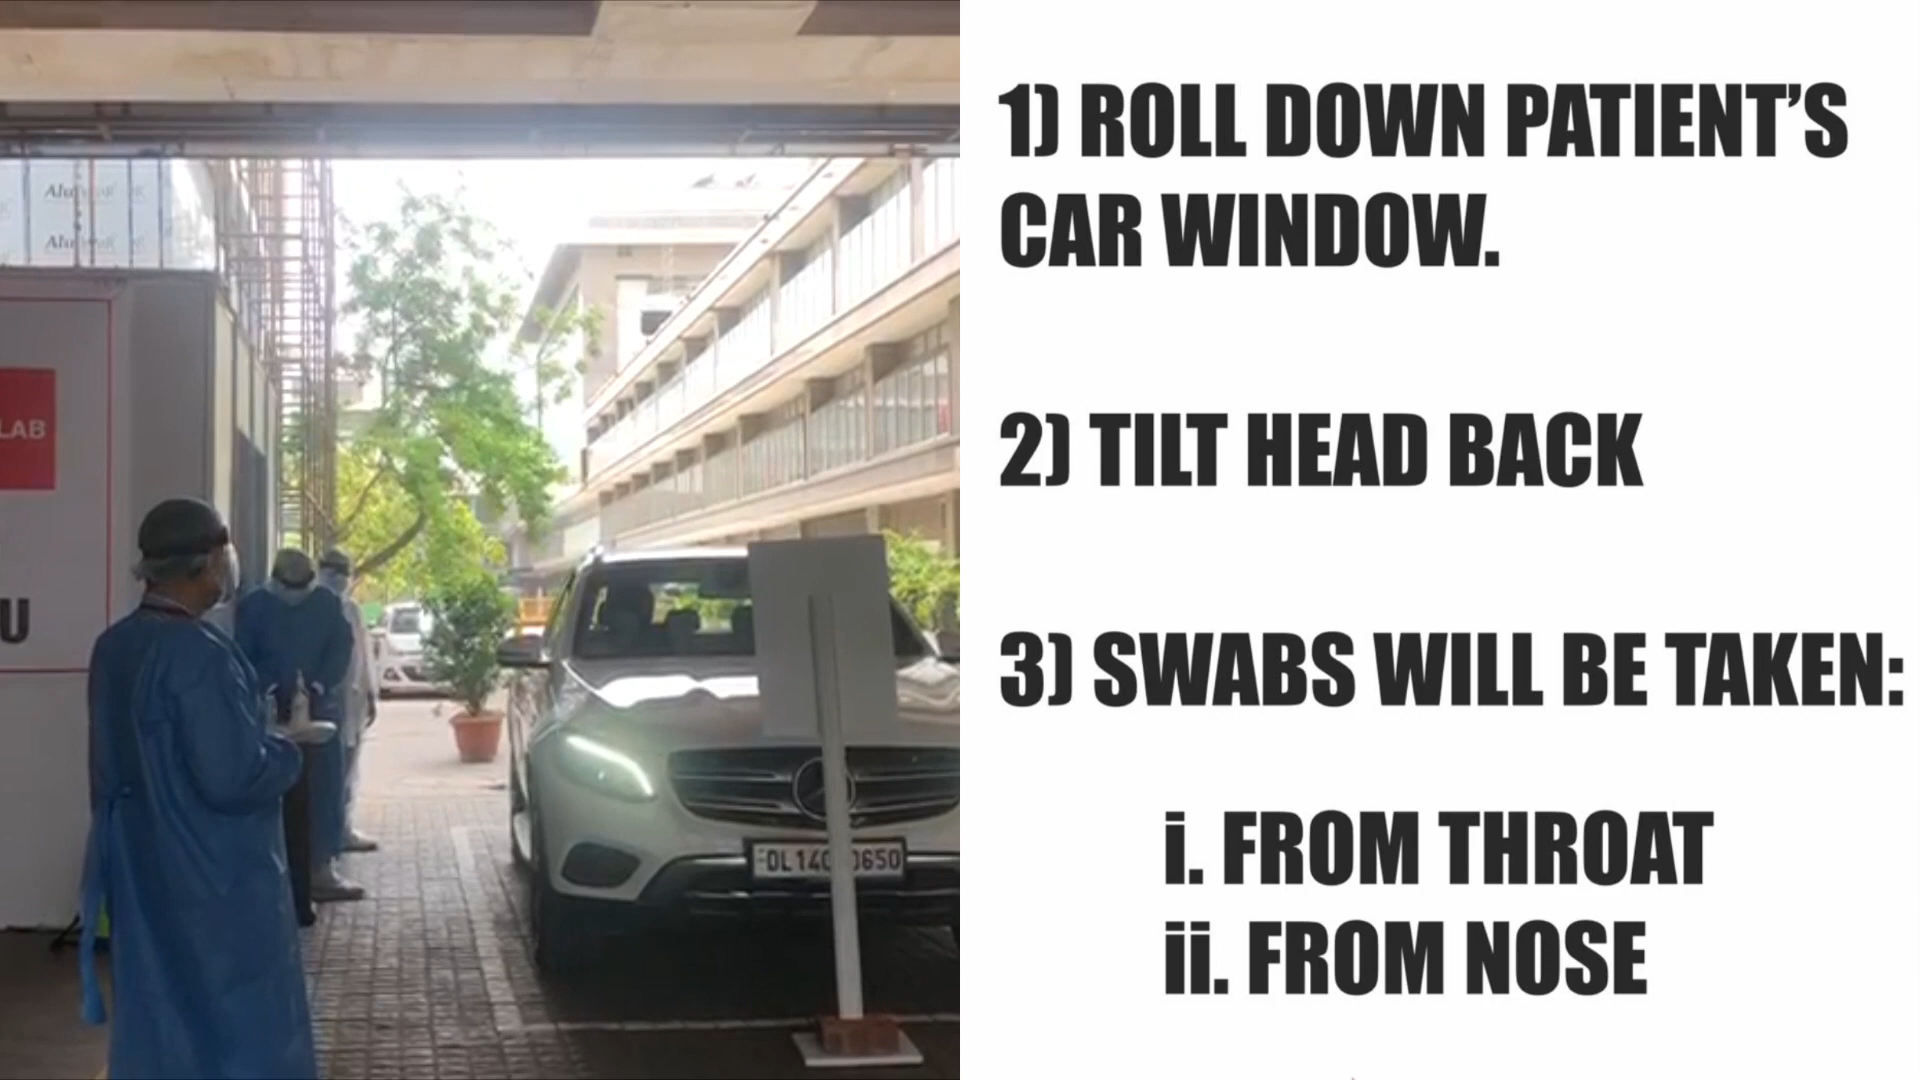 LAB
U
1) ROLL DOWN PATIENT'S
CAR WINDOW.
2) TILT HEAD BACK
3) SWABS WILL BE TAKEN:
i. FROM THROAT
ii. FROM NOSE